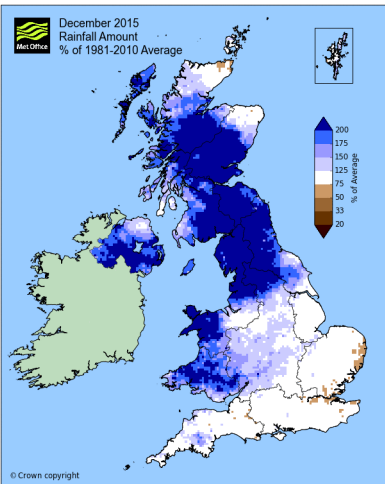 December 2015
Rainfall Amount
% of 1981-2010 Average
Met Office
200
175
150
125
75
50
33
20
% of Average
© Crown copyright